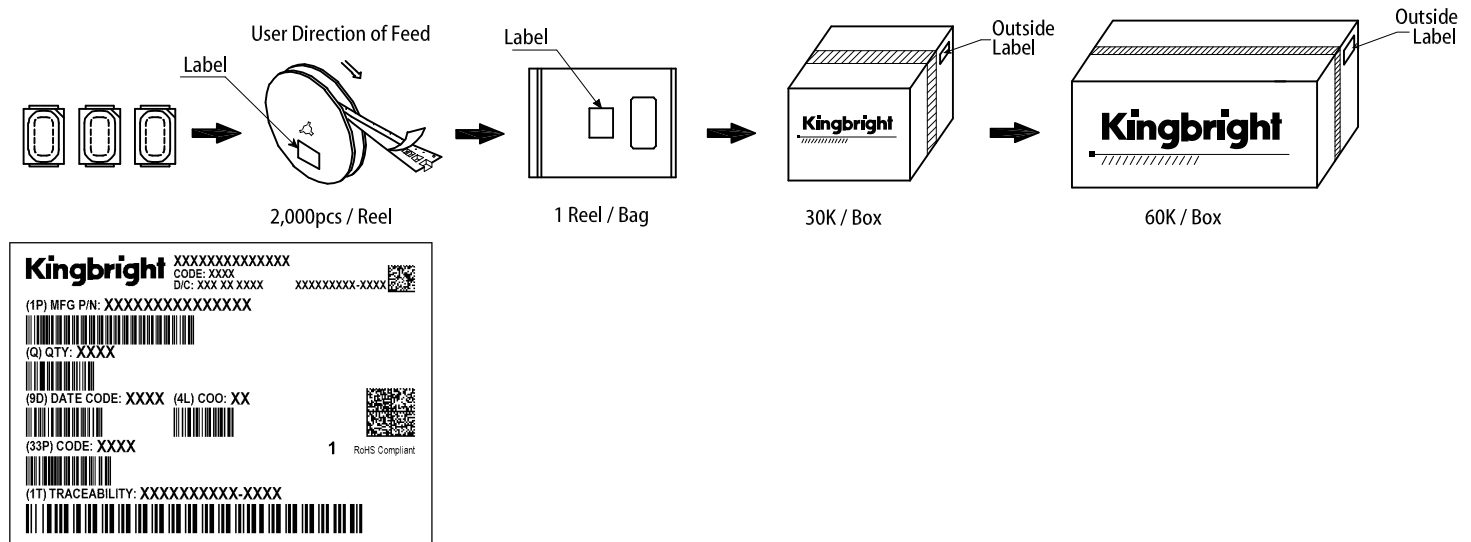 User Direction of Feed
Label
Label
Outside
Label
Outside
Label
Kingbright
Kingbright
2,000pcs / Reel
1 Reel / Bag
30K / Box
60K / Box
Kingbright
XXXXXXXXXXXXXX
CODE: XXXX
D/C: XXX XX XXXX
XXXXXXXXX-XXXX
(1P) MFG P/N: XXXXXXXXXXXXXXX
(Q) QTY: XXXX
(9D) DATE CODE: XXXX
(4L) COO: XX
(33P) CODE: XXXX
1
RoHS Compliant
(1T) TRACEABILITY: XXXXXXXXXX-XXXX